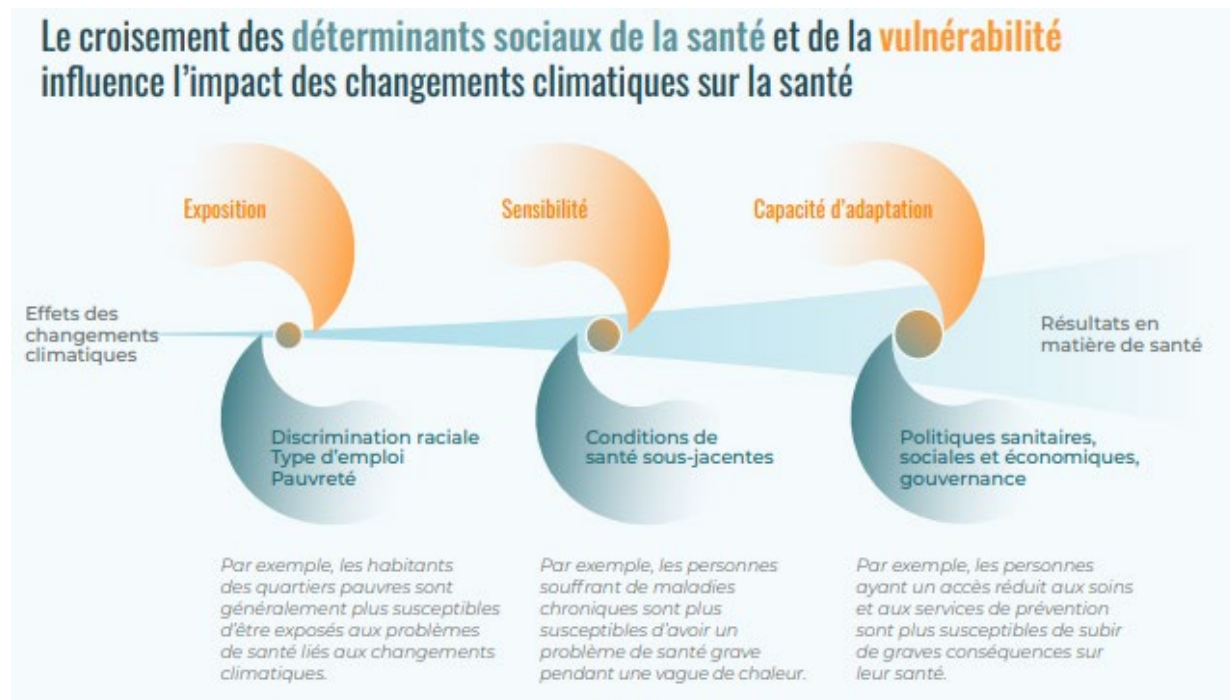 Le croisement des déterminants sociaux de la santé et de la vulnérabilité
influence l'impact des changements climatiques sur la santé
Exposition
Sensibilité
Capacité d'adaptation
Effets des
changements
climatiques
Résultats en
matière de santé
Discrimination raciale
Type d'emploi
Pauvreté
Conditions de
santé sous-jacentes
Politiques sanitaires,
sociales et économiques,
gouvernance
Par exemple, les habitants
des quartiers pauvres sont
généralement plus susceptibles
d'être exposés aux problèmes
de santé liés aux changements
climatiques.
Par exemple, les personnes
souffrant de maladies
chroniques sont plus
susceptibles d'avoir un
problème de santé grave
pendant une vague de chaleur.
Par exemple, les personnes
ayant un accès réduit aux soins
et aux services de prévention
sont plus susceptibles de subir
de graves conséquences sur
leur santé.